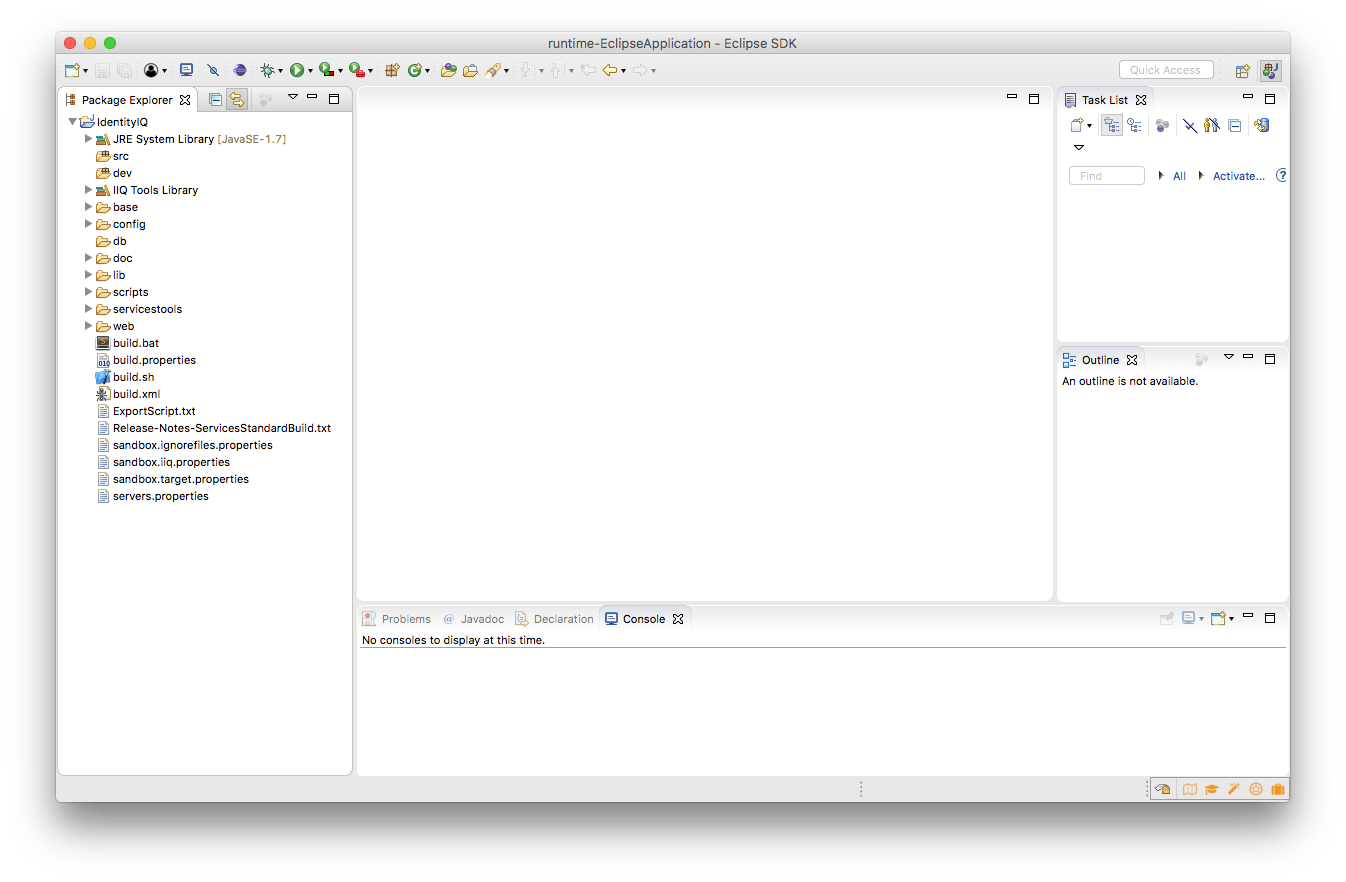 runtime-EclipseApplication - Eclipse SDK
Quick Access
Package Explorer
IdentityIQ
JRE System Library [JavaSE-1.7]
src
dev
IIQ Tools Library
base
config
db
doc
lib
scripts
servicestools
web
build.bat
build.properties
build.sh
build.xml
ExportScript.txt
Release-Notes-ServicesStandardBuild.txt
sandbox.ignorefiles.properties
sandbox.iiq.properties
sandbox.target.properties
servers.properties
Task List
Find All Activate...
Outline
An outline is not available.
Problems @ Javadoc Declaration Console
No consoles to display at this time.